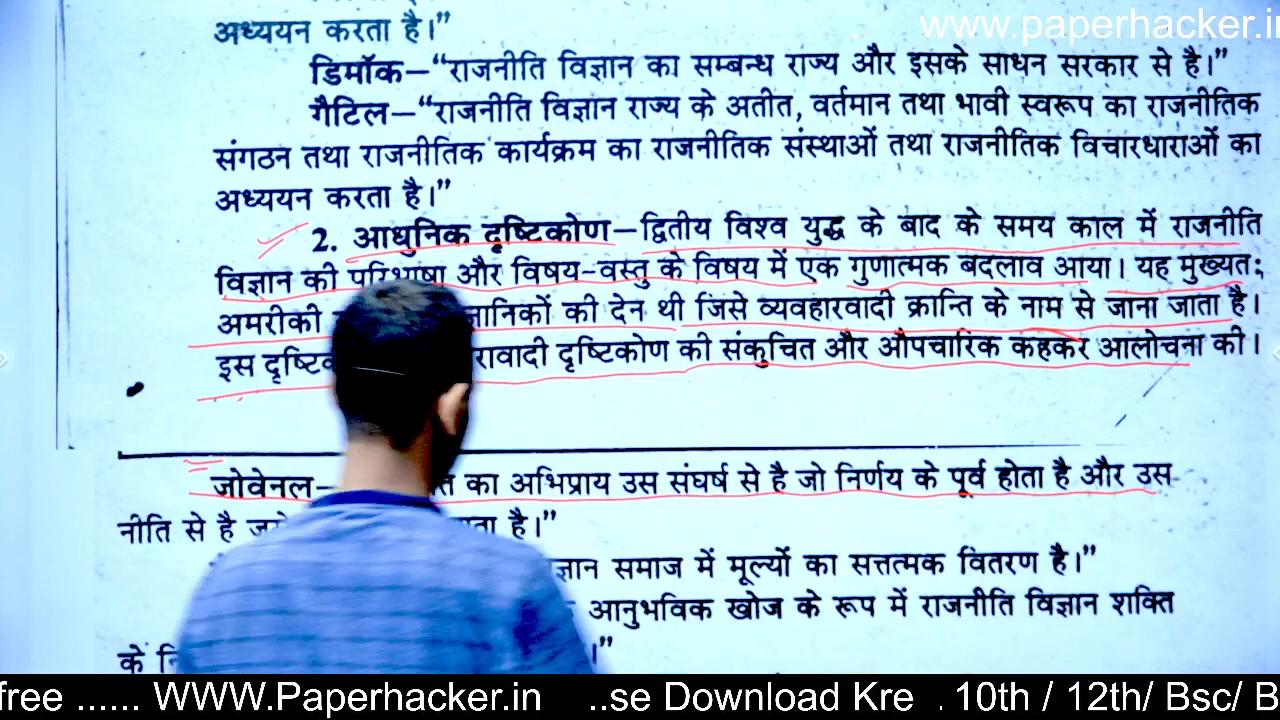 अध्ययन करता है।”
www.paperhacker.i
डिमॉक–“राजनीति विज्ञान का सम्बन्ध राज्य और इसके साधन सरकार से है।”
गैटिल–“राजनीति विज्ञान राज्य के अतीत, वर्तमान तथा भावी स्वरूप का राजनीतिक
संगठन तथा राजनीतिक कार्यक्रम का राजनीतिक संस्थाओं तथा राजनीतिक विचारधाराओं का
अध्ययन करता है।”
2. आधुनिक दृष्टिकोण–द्वितीय विश्व युद्ध के बाद के समय काल में राजनीति
विज्ञान की परिभाषा और विषय-वस्तु के विषय में एक गुणात्मक बदलाव आया। यह मुख्यतः
अमरीकी की देन थी जिसे व्यवहारवादी क्रान्ति के नाम से जाना जाता है।
इस दृष्टिकोण की संकुचित और औपचारिक कहकर आलोचना की।
जोवेनल– का अभिप्राय उस संघर्ष से है जो निर्णय के पूर्व होता है और उस
नीति से है है।”
समाज में मूल्यों का सत्तत्मक वितरण है।”
आनुभविक खोज के रूप में राजनीति विज्ञान शक्ति
के
free ...... WWW.Paperhacker.in ..se Download Kre . 10th / 12th/ Bsc/ B